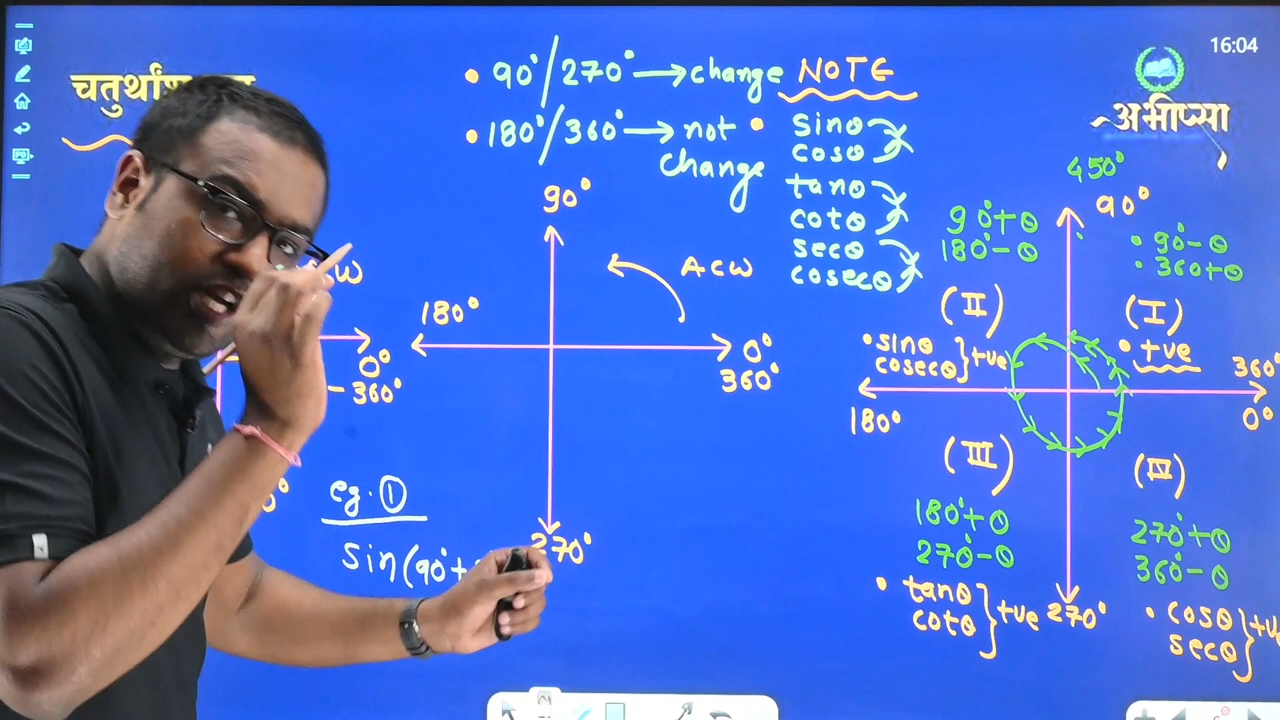 16:04
अभीप्सा
• 90°/270° → change
• 180°/360° → not change
NOTE
• sinθ
cosθ
tanθ
cotθ
secθ
cosecθ
0°
-360°
90°
180°
ACW
0°
360°
270°
eg. ①
sin(90°+
450°
90°
90°+θ
180°-θ
• 90°-θ
• 360+θ
(II)
(I)
• sinθ
cosecθ } +ve
• +ve
360°
180°
0°
(III)
(IV)
180°+θ
270°-θ
270°+θ
360°-θ
• tanθ
cotθ } +ve
270°
• cosθ
secθ } +ve